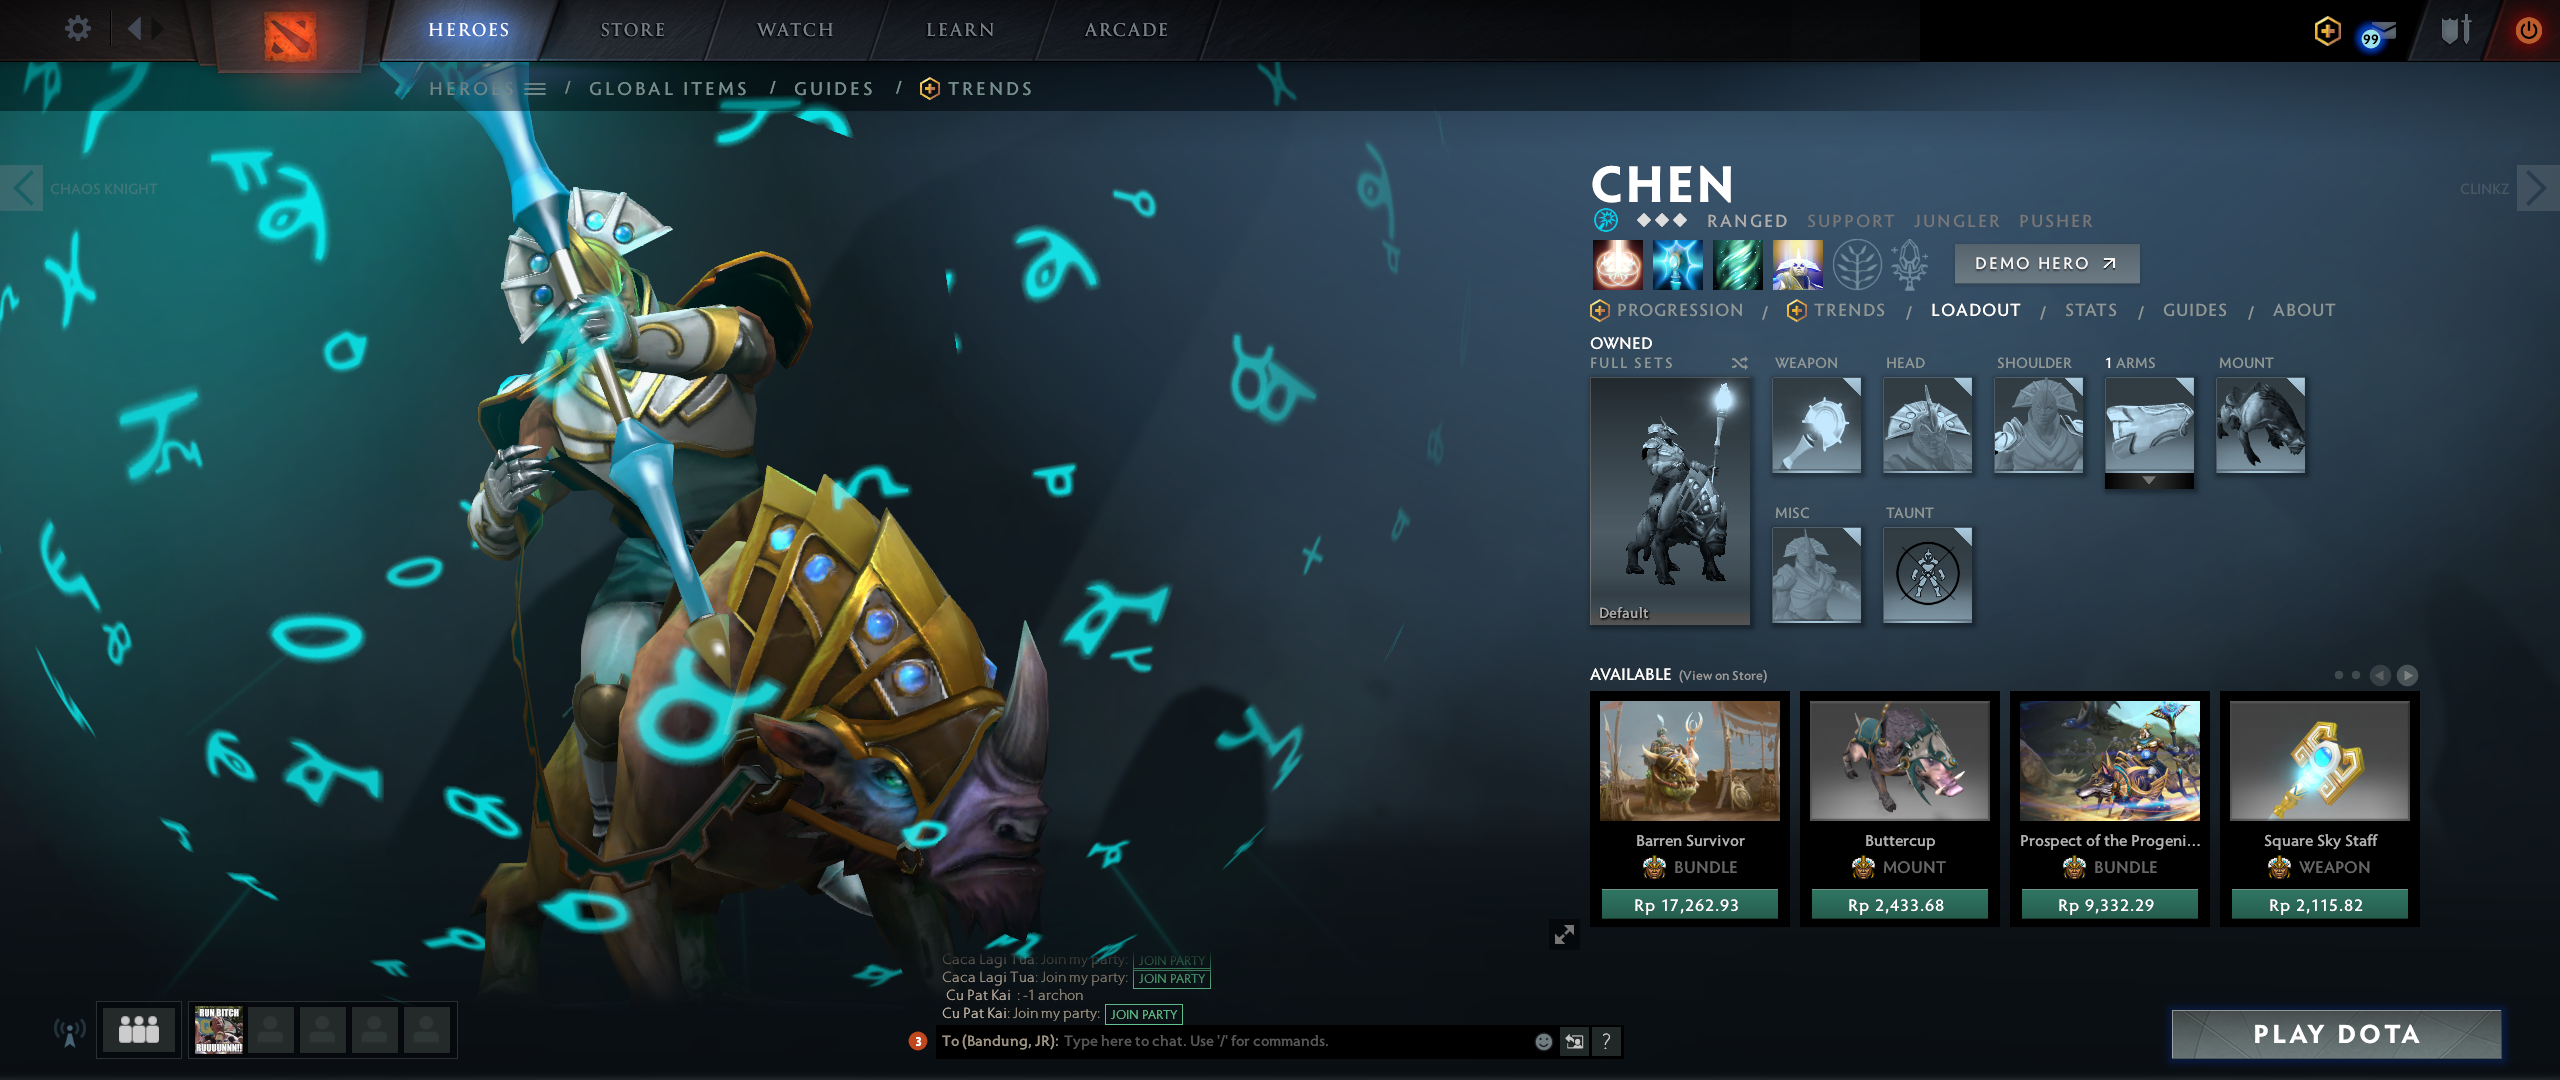 HEROES
STORE
WATCH
LEARN
ARCADE
99
HEROES / GLOBAL ITEMS / GUIDES / TRENDS
CHAOS KNIGHT
CLINKZ
CHEN
RANGED SUPPORT JUNGLER PUSHER
DEMO HERO
PROGRESSION / TRENDS / LOADOUT / STATS / GUIDES / ABOUT
OWNED
FULL SETS
WEAPON
HEAD
SHOULDER
1 ARMS
MOUNT
MISC
TAUNT
Default
AVAILABLE (View on Store)
Barren Survivor
BUNDLE
Rp 17,262.93
Buttercup
MOUNT
Rp 2,433.68
Prospect of the Progeni...
BUNDLE
Rp 9,332.29
Square Sky Staff
WEAPON
Rp 2,115.82
Caca Lagi Tua: Join my party: JOIN PARTY
Caca Lagi Tua: Join my party: JOIN PARTY
Cu Pat Kai : -1 archon
Cu Pat Kai: Join my party: JOIN PARTY
3
To (Bandung, JR): Type here to chat. Use '/' for commands.
?
RUN BITCH
RUUUUNNN!!
PLAY DOTA